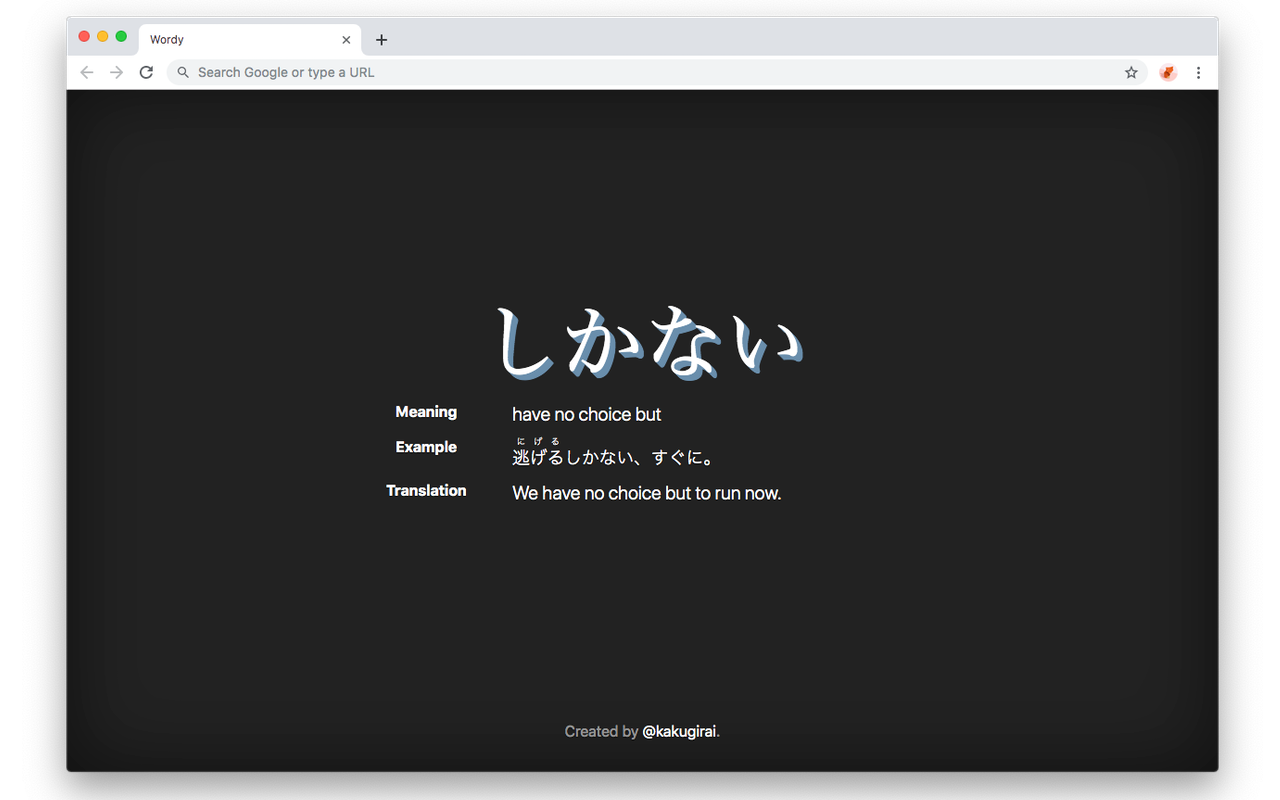 Wordy
Search Google or type a URL
しかない
Meaning
have no choice but
Example
にげる
逃げるしかない、すぐに。
Translation
We have no choice but to run now.
Created by @kakugirai.